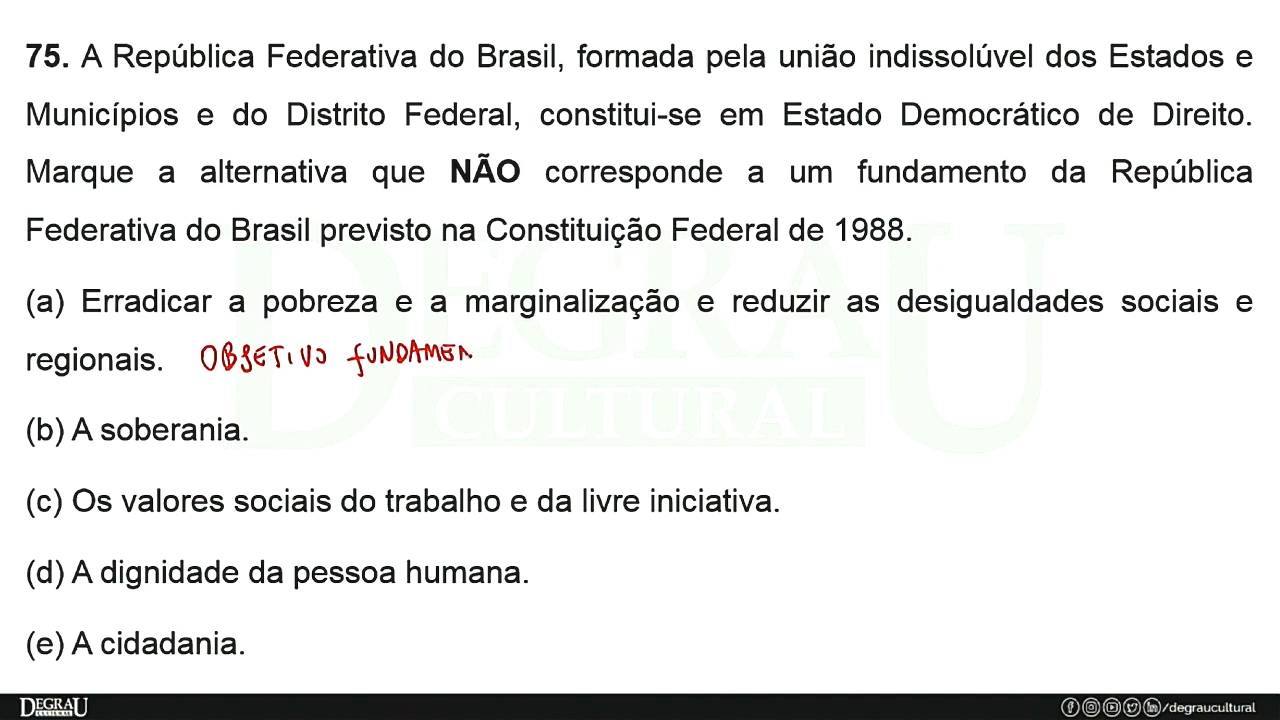 75. A República Federativa do Brasil, formada pela união indissolúvel dos Estados e
Municípios e do Distrito Federal, constitui-se em Estado Democrático de Direito.
Marque a alternativa que NÃO corresponde a um fundamento da República
Federativa do Brasil previsto na Constituição Federal de 1988.
(a) Erradicar a pobreza e a marginalização e reduzir as desigualdades sociais e
regionais. OBJETIVO FUNDAMEN
(b) A soberania.
(c) Os valores sociais do trabalho e da livre iniciativa.
(d) A dignidade da pessoa humana.
(e) A cidadania.
DEGRAU
CULTURAL
DEGRAU
CULTURAL
/degraucultural